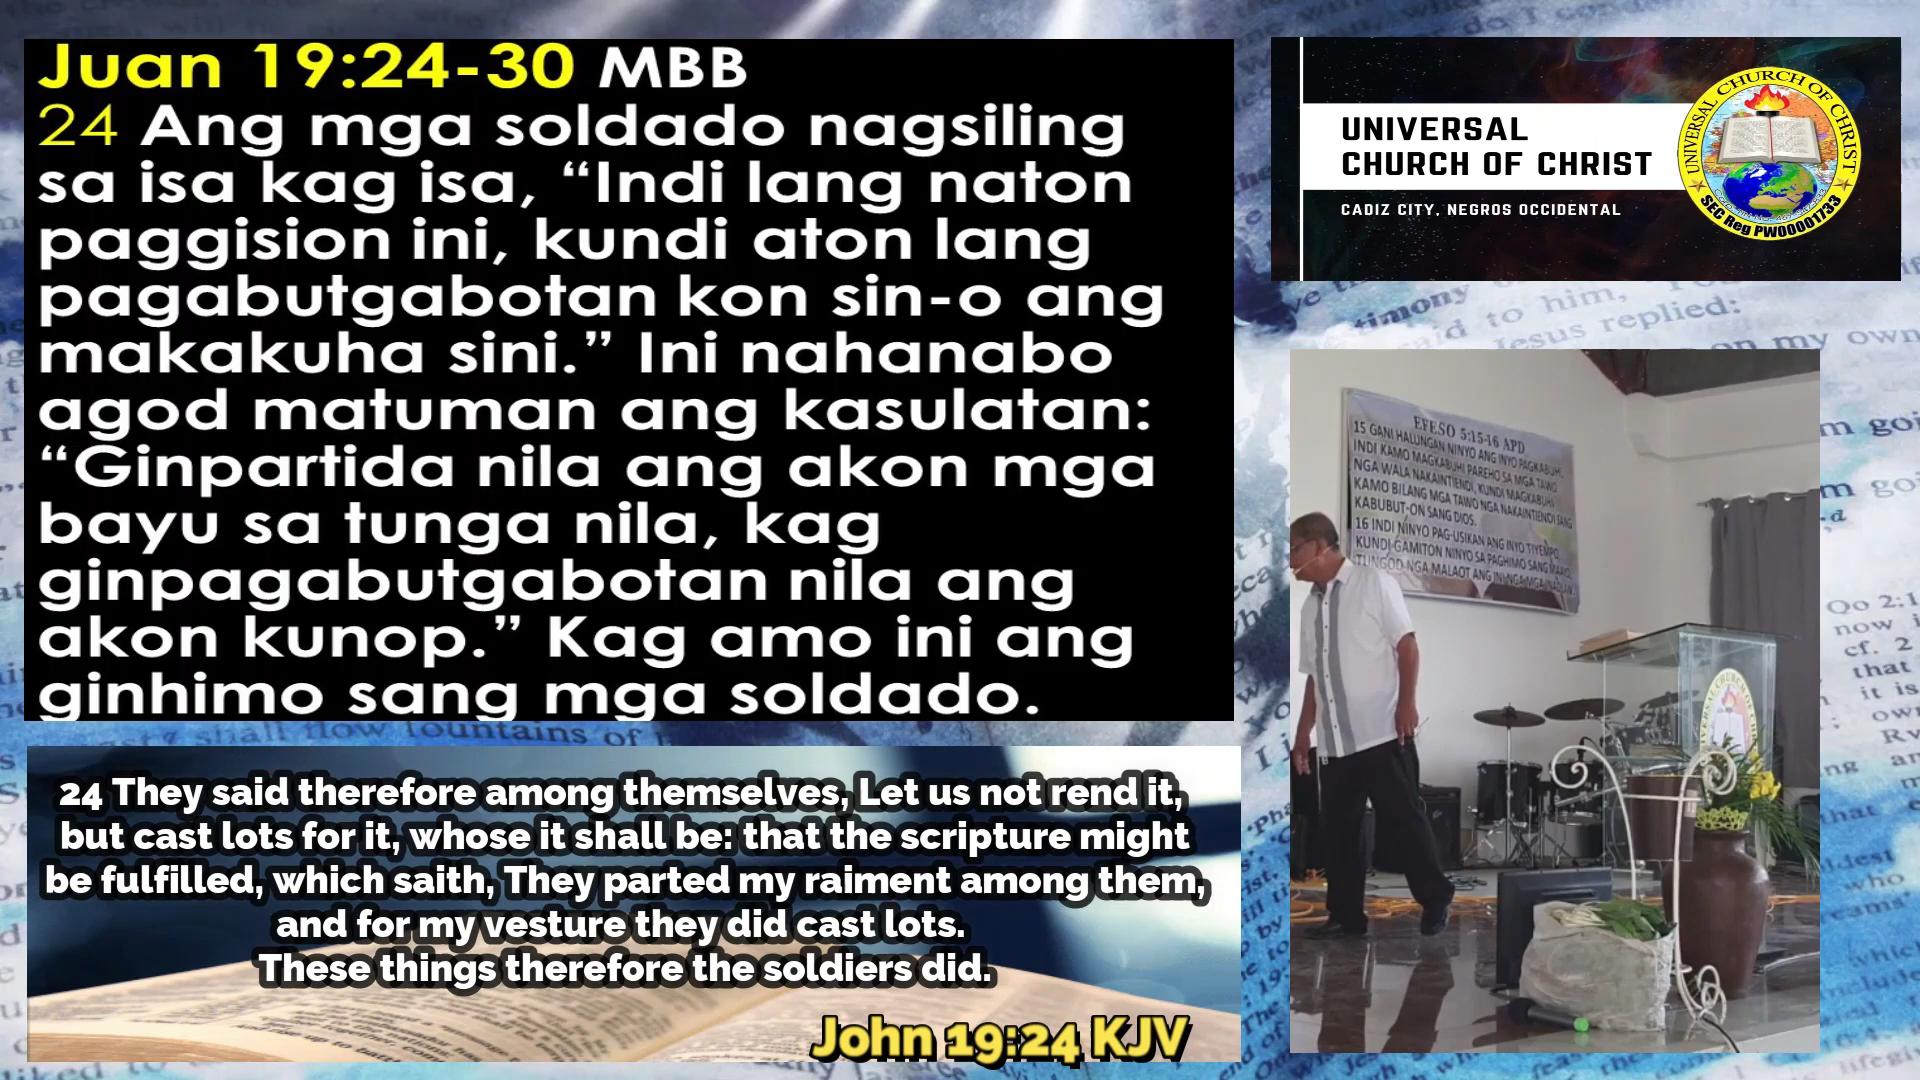 Juan 19:24-30 MBB
24 Ang mga soldado nagsiling
sa isa kag isa, “Indi lang naton
paggision ini, kundi aton lang
pagabutgabotan kon sin-o ang
makakuha sini.” Ini nahanabo
agod matuman ang kasulatan:
“Ginpartida nila ang akon mga
bayu sa tunga nila, kag
ginpagabutgabotan nila ang
akon kunop.” Kag amo ini ang
ginhimo sang mga soldado.
24 They said therefore among themselves, Let us not rend it,
but cast lots for it, whose it shall be: that the scripture might
be fulfilled, which saith, They parted my raiment among them,
and for my vesture they did cast lots.
These things therefore the soldiers did.
John 19:24 KJV
UNIVERSAL
CHURCH OF CHRIST
CADIZ CITY, NEGROS OCCIDENTAL
UNIVERSAL CHURCH OF CHRIST
SEC Reg PW00001733
EFESO 5:15-16 APD
15 GANI HALUNGAN NINYO ANG INYO PAGKABUHI,
INDI KAMO MAGKABUHI PAREHO SA MGA TAWO
NGA WALA NAKAINTIENDI, KUNDI MAGKABUHI
KAMO BILANG MGA TAWO NGA NAKAINTIENDI SANG
KABUBUT-ON SANG DIOS.
16 INDI NINYO PAG-USIKAN ANG INYO TIYEMPO,
KUNDI GAMITON NINYO SA PAGHIMO SANG MAAYO,
TUNGOD NGA MALAOT ANG INI NGA MGA